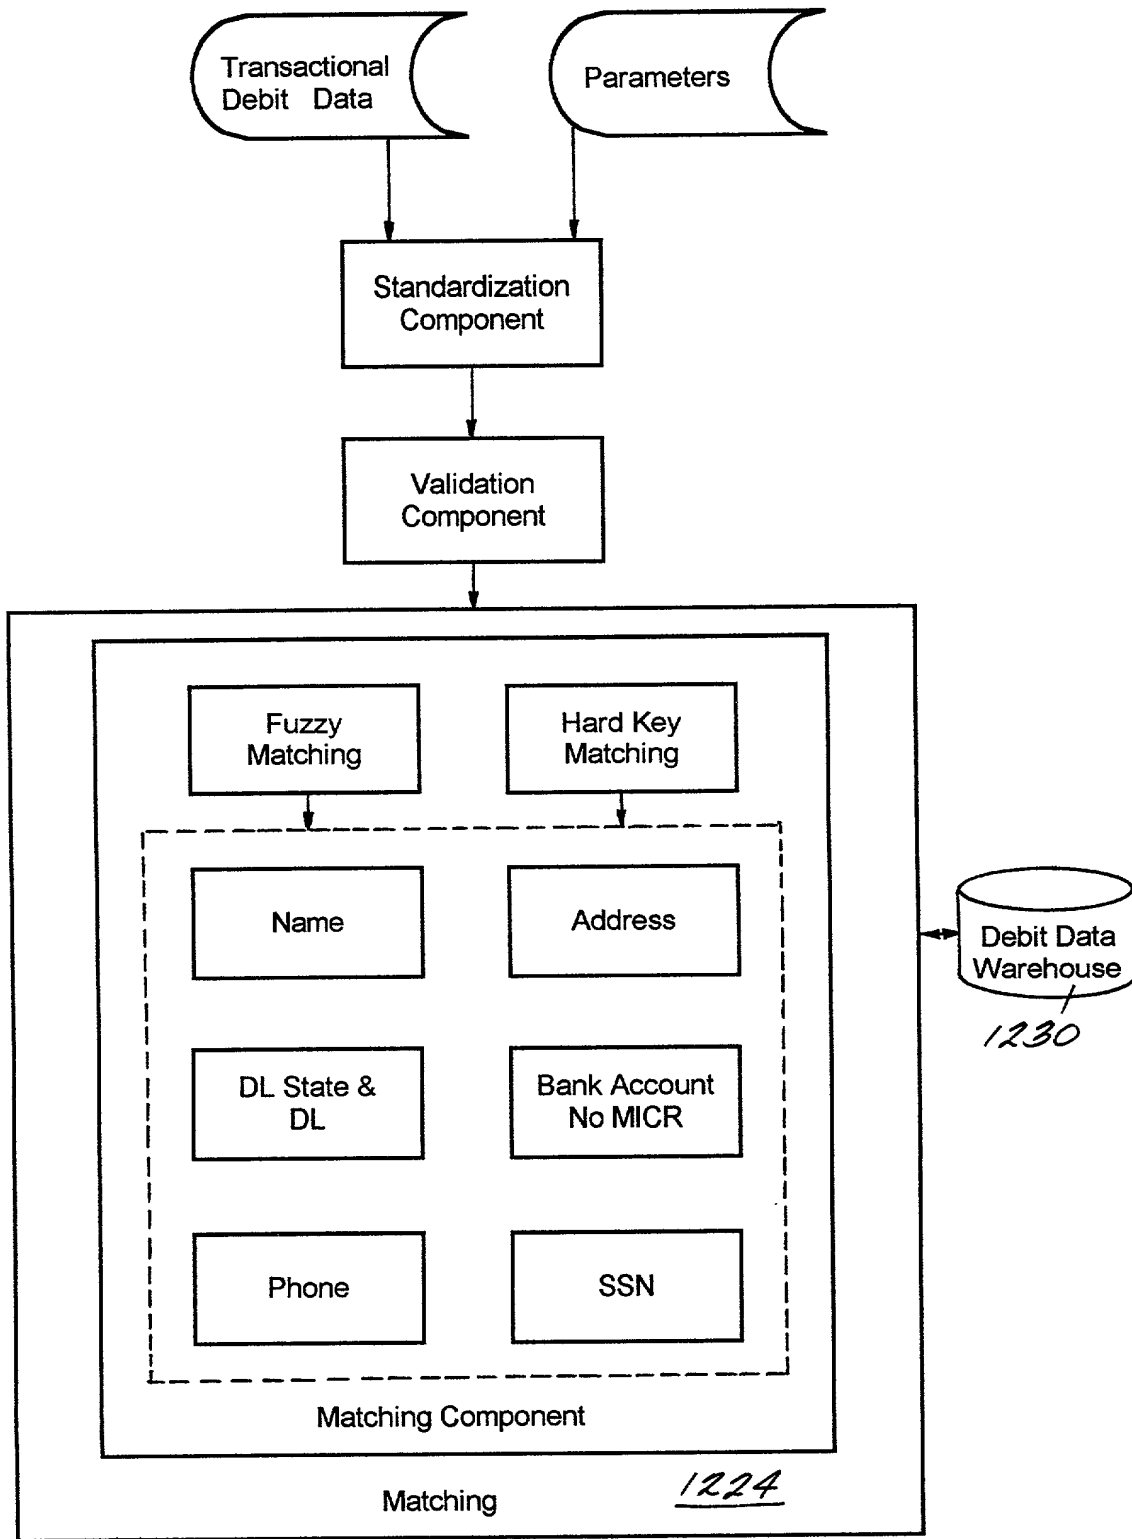 Transactional
Debit Data
Parameters
Standardization
Component
Validation
Component
Fuzzy
Matching
Hard Key
Matching
Name
Address
Debit Data
Warehouse
1230
DL State &
DL
Bank Account
No MICR
Phone
SSN
Matching Component
Matching
1224